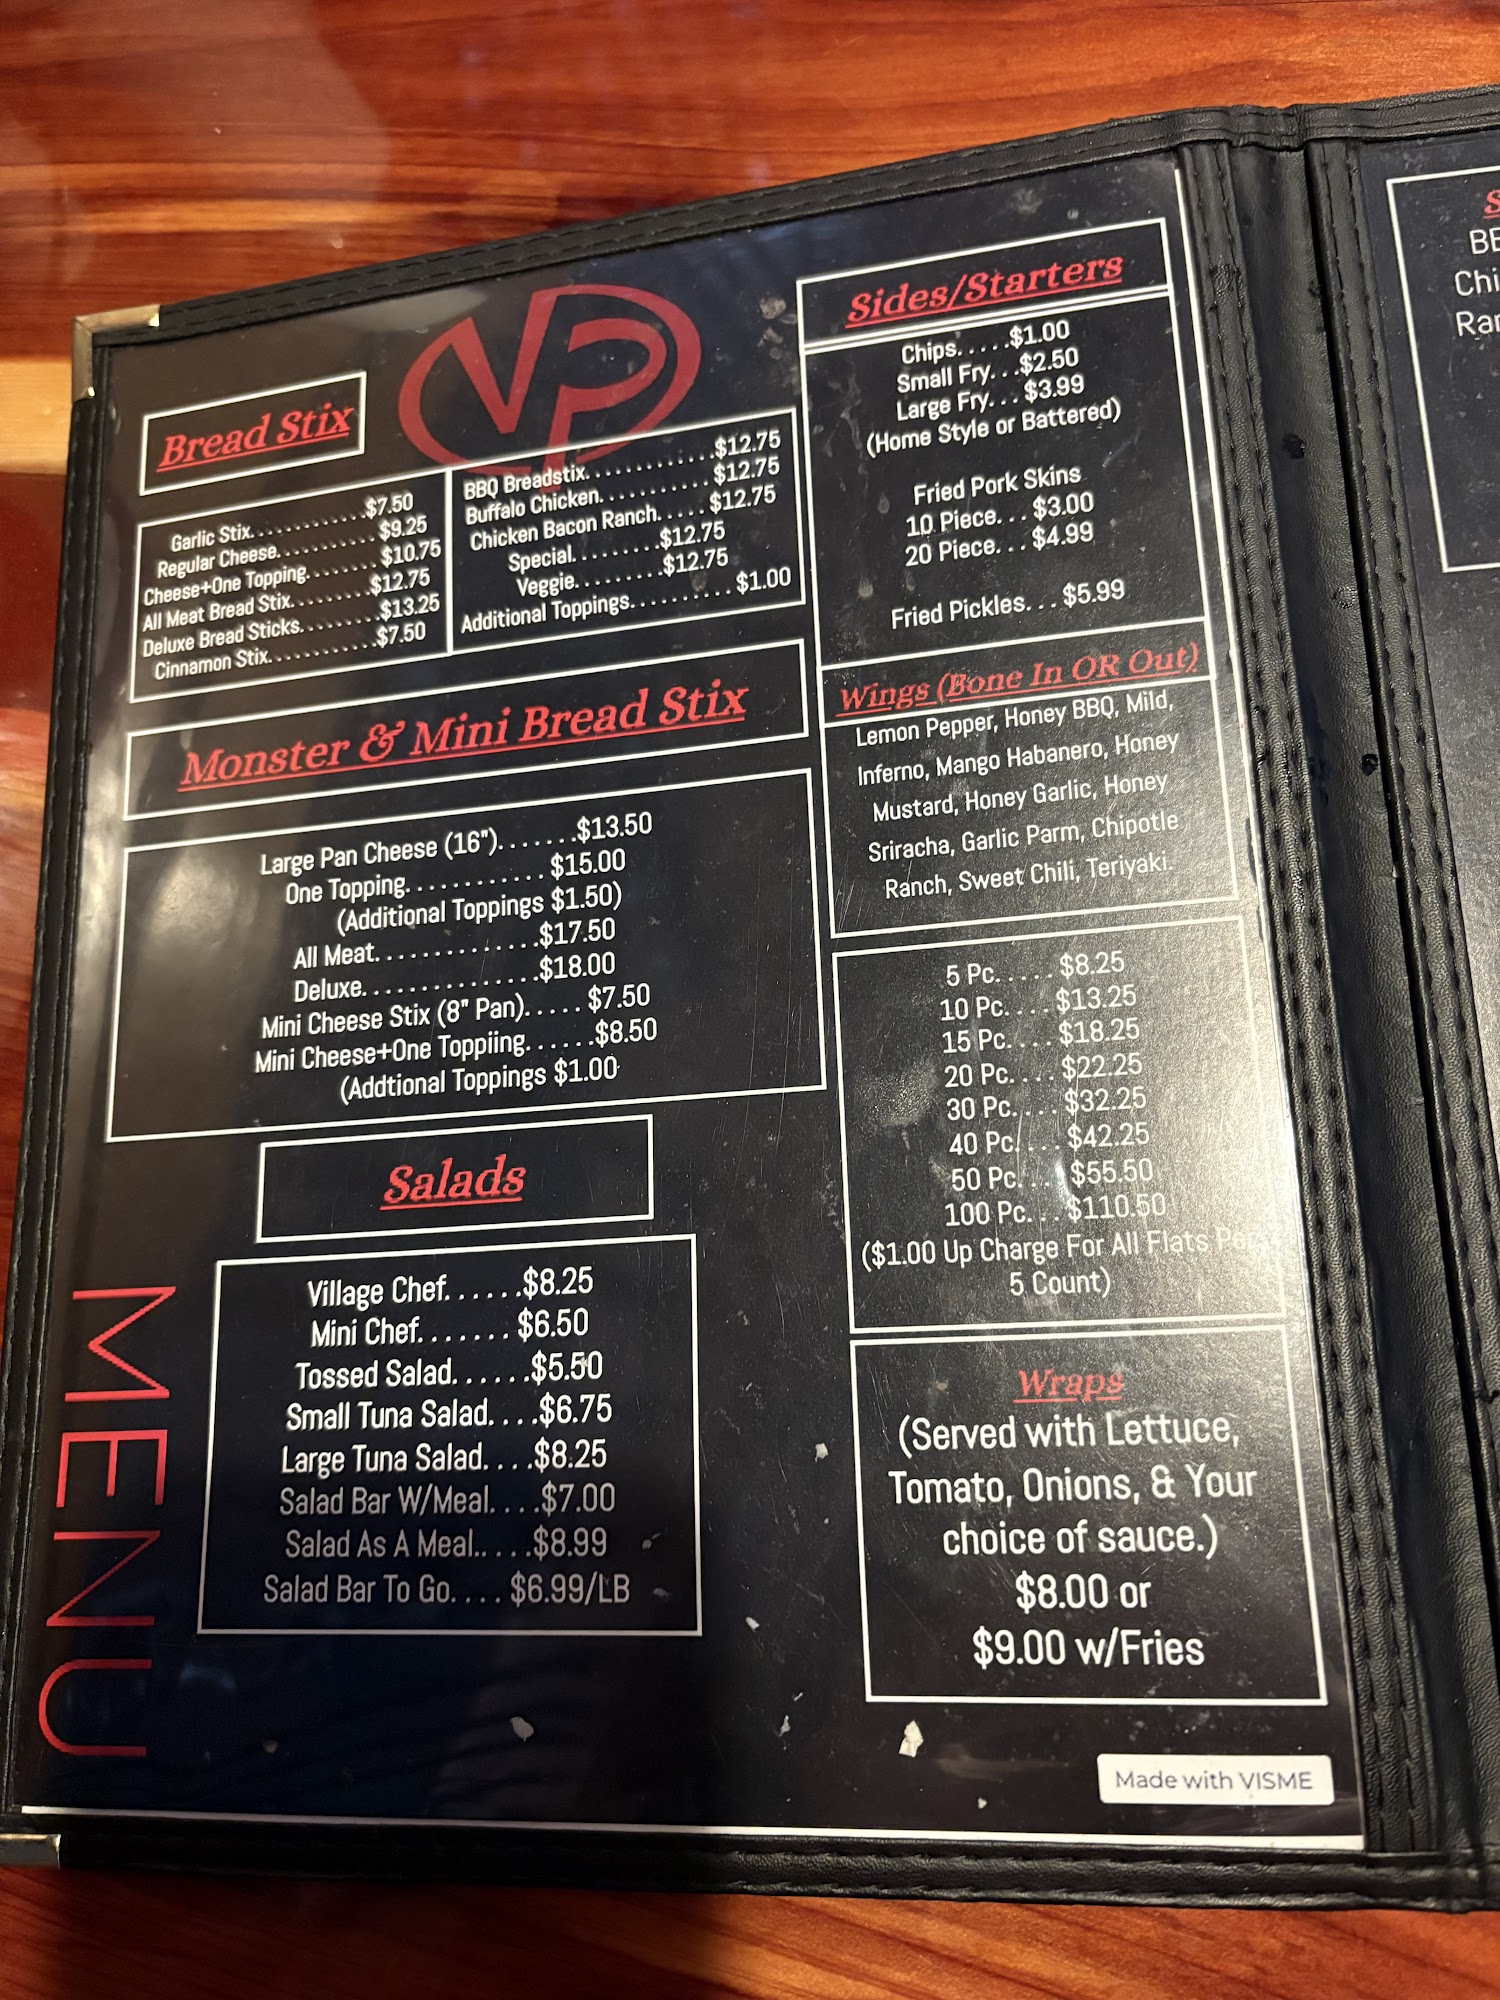 VP
Bread Stix
Garlic Stix.............$7.50
Regular Cheese...........$9.25
Cheese+One Topping........$10.75
All Meat Bread Stix.........$12.75
Deluxe Bread Sticks.........$13.25
Cinnamon Stix............$7.50
BBQ Breadstix.............$12.75
Buffalo Chicken...........$12.75
Chicken Bacon Ranch.....$12.75
Special.........$12.75
Veggie.........$12.75
Additional Toppings..........$1.00
Monster & Mini Bread Stix
Large Pan Cheese (16").......$13.50
One Topping............$15.00
(Additional Toppings $1.50)
All Meat..............$17.50
Deluxe...............$18.00
Mini Cheese Stix (8" Pan).....$7.50
Mini Cheese+One Toppiing......$8.50
(Addtional Toppings $1.00
Salads
Village Chef......$8.25
Mini Chef.......$6.50
Tossed Salad......$5.50
Small Tuna Salad....$6.75
Large Tuna Salad....$8.25
Salad Bar W/Meal....$7.00
Salad As A Meal.....$8.99
Salad Bar To Go....$6.99/LB
MENU
Sides/Starters
Chips.....$1.00
Small Fry...$2.50
Large Fry...$3.99
(Home Style or Battered)
Fried Pork Skins
10 Piece...$3.00
20 Piece...$4.99
Fried Pickles...$5.99
Wings (Bone In OR Out)
Lemon Pepper, Honey BBQ, Mild,
Inferno, Mango Habanero, Honey
Mustard, Honey Garlic, Honey
Sriracha, Garlic Parm, Chipotle
Ranch, Sweet Chili, Teriyaki.
5 Pc.....$8.25
10 Pc....$13.25
15 Pc....$18.25
20 Pc....$22.25
30 Pc....$32.25
40 Pc....$42.25
50 Pc....$55.50
100 Pc...$110.50
($1.00 Up Charge For All Flats Per
5 Count)
Wraps
(Served with Lettuce,
Tomato, Onions, & Your
choice of sauce.)
$8.00 or
$9.00 w/Fries
Made with VISME